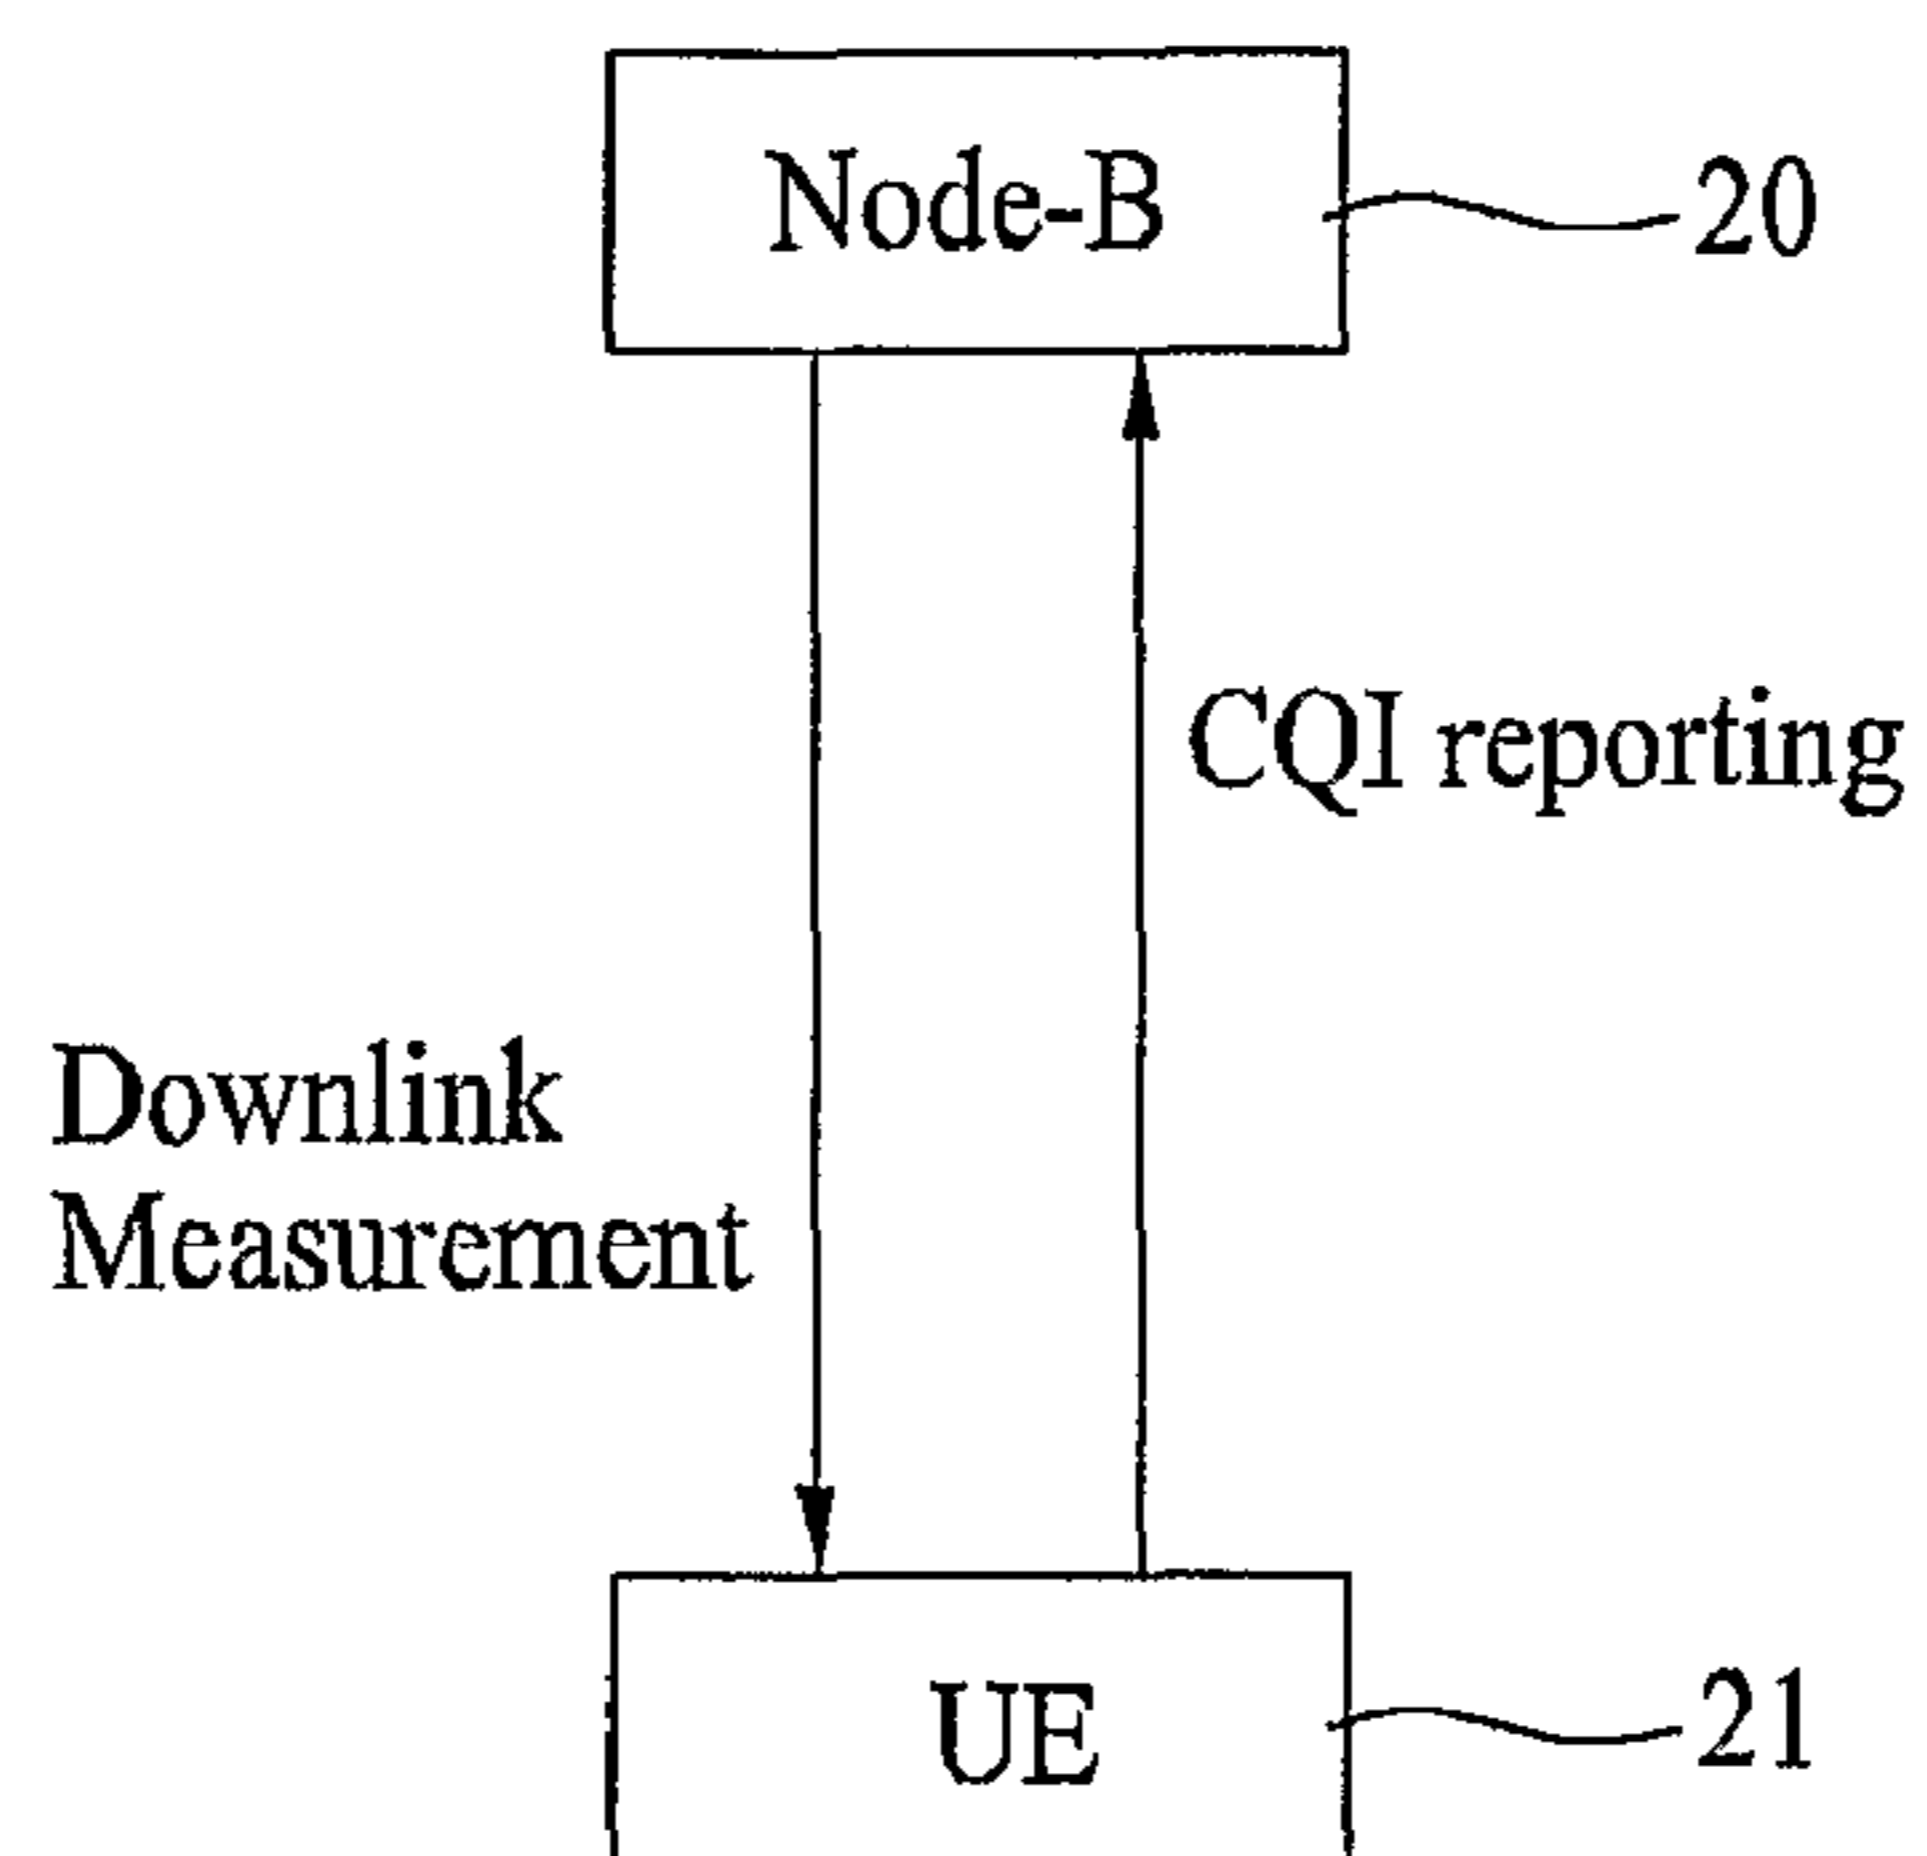 Node-B
20
CQI reporting
Downlink
Measurement
UE
21